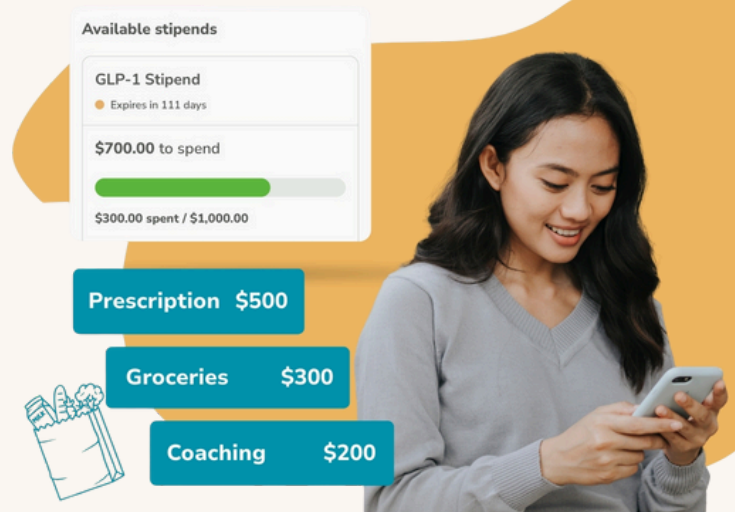 Available stipends
GLP-1 Stipend
Expires in 111 days
$700.00 to spend
$300.00 spent / $1,000.00
Prescription $500
Groceries $300
Coaching $200
MILK